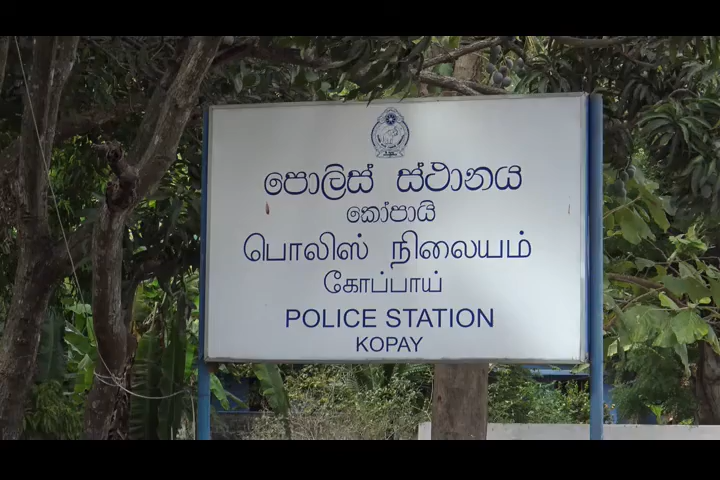 පොලිස් ස්ථානය
කෝපායි
பொலிஸ் நிலையம்
கோப்பாய்
POLICE STATION
KOPAY